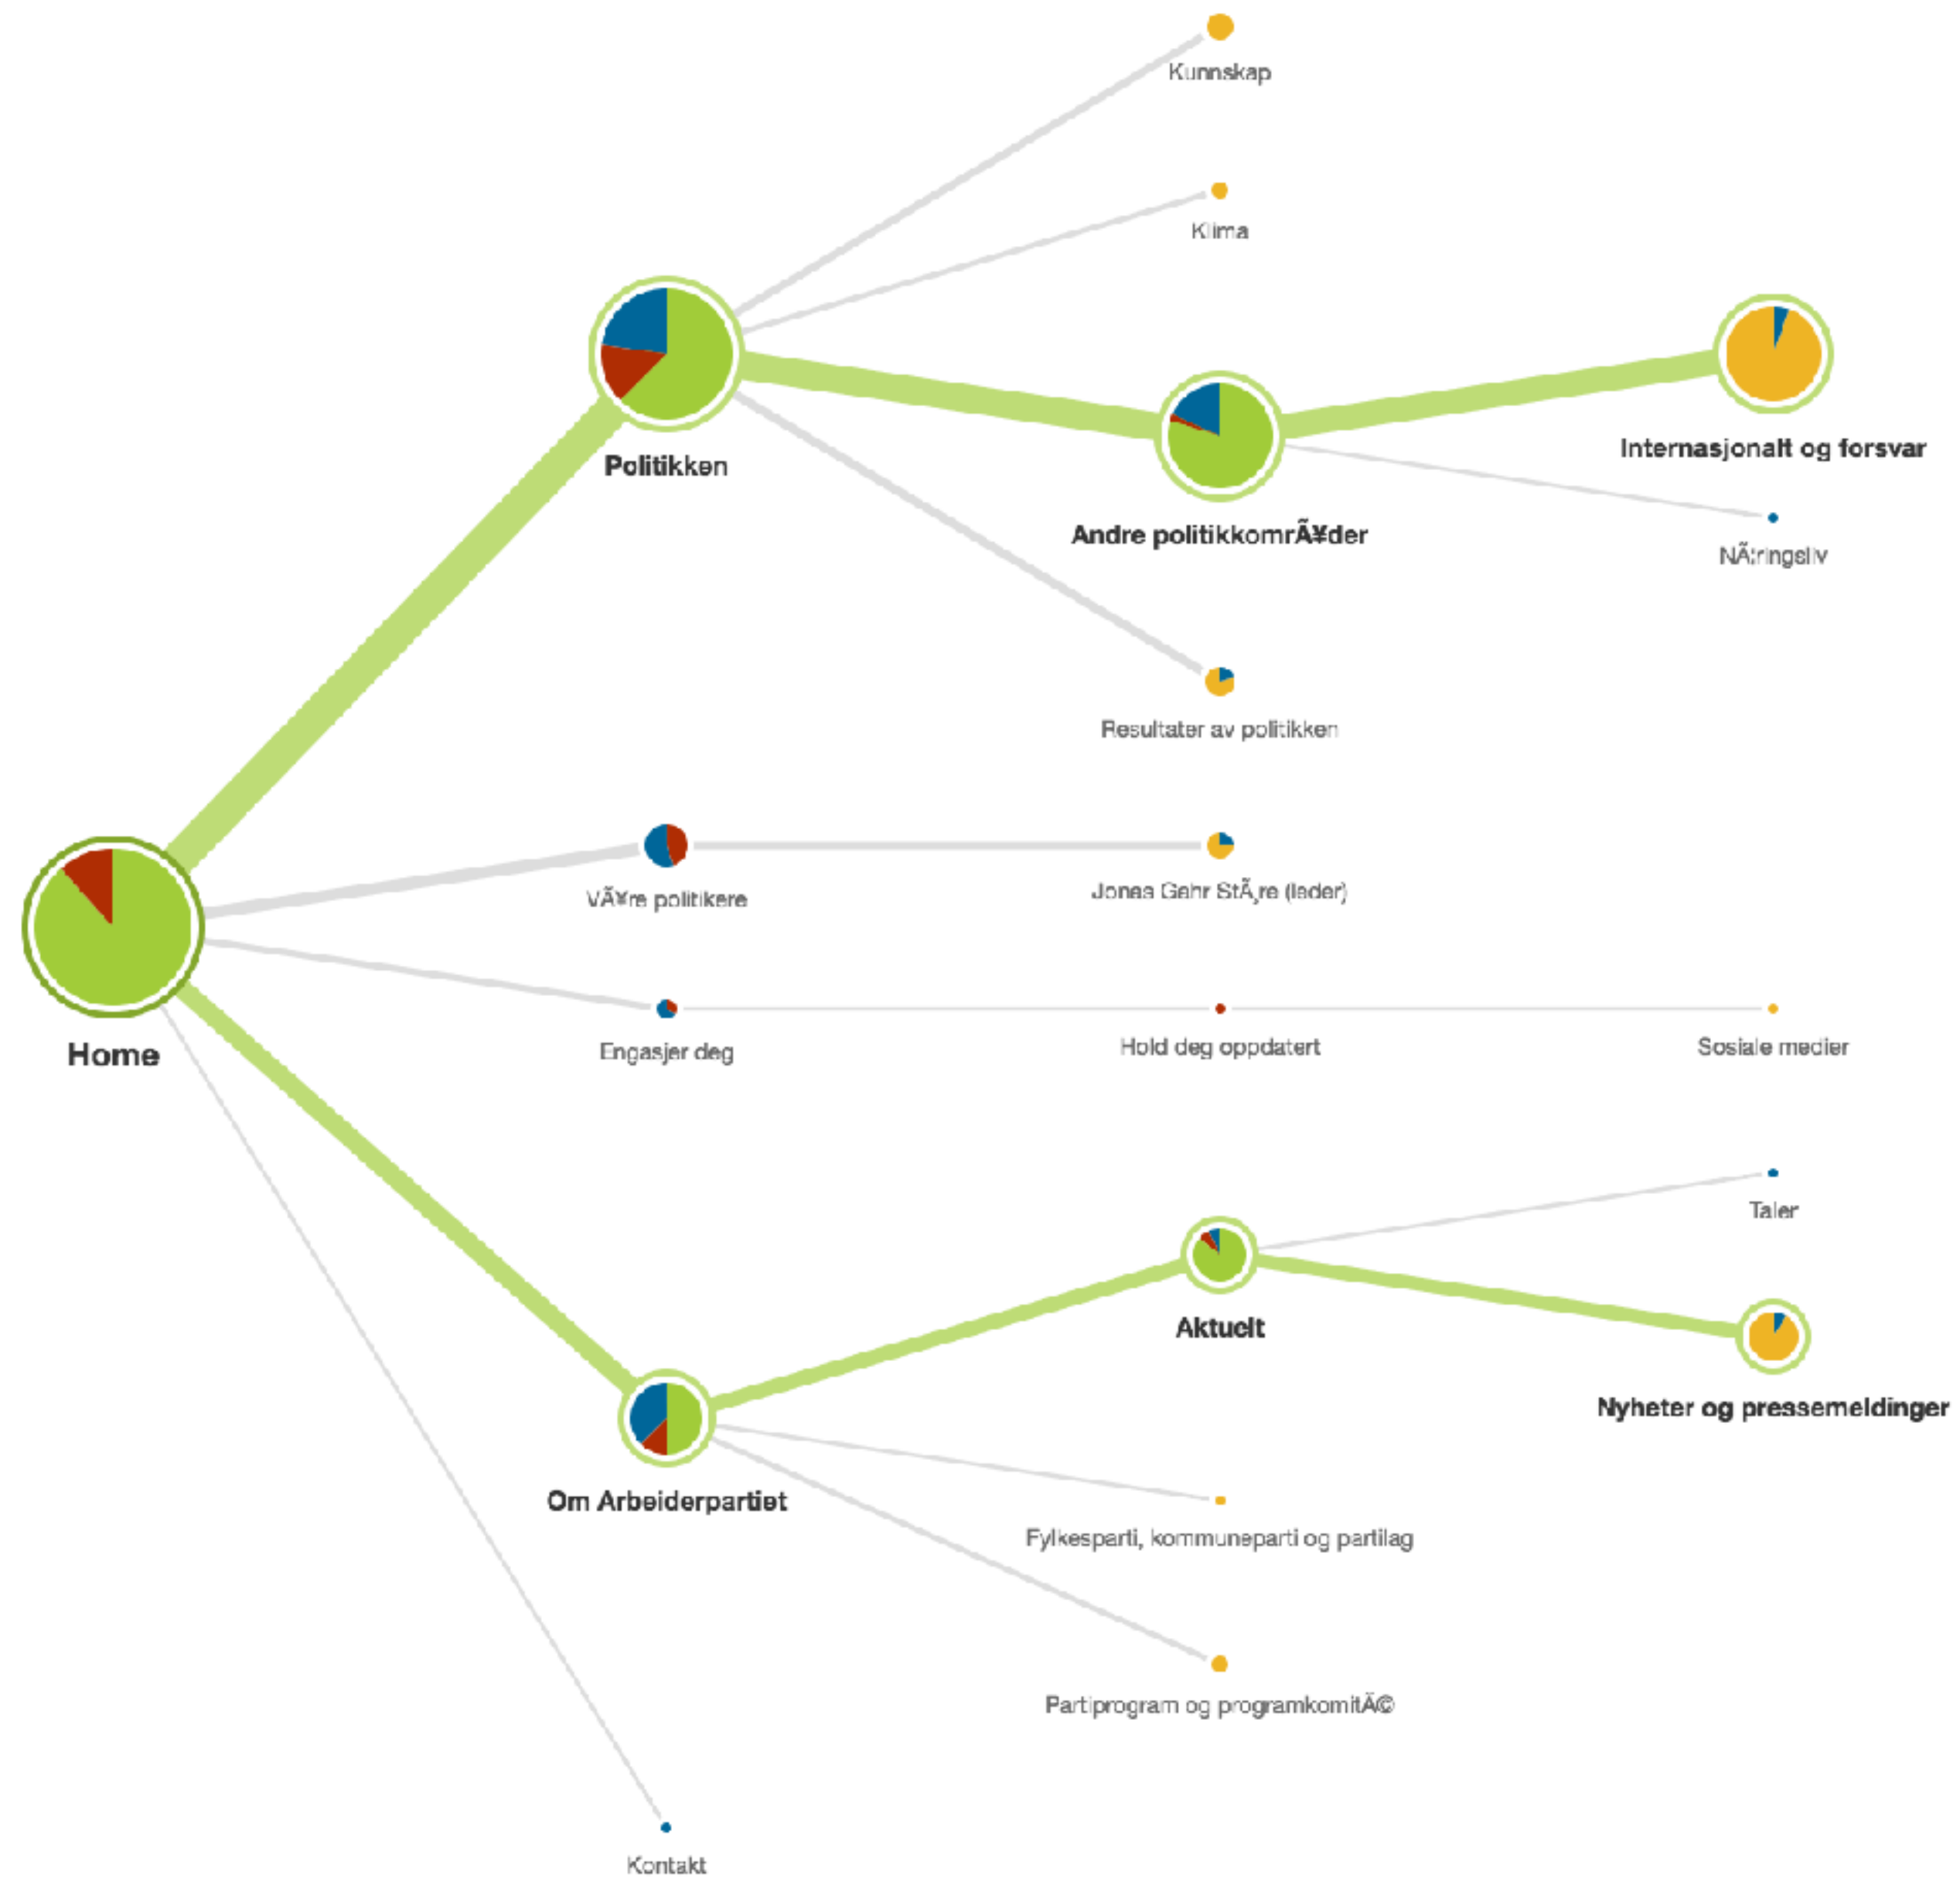 Kunnskap
Klima
Politikken
Internasjonalt og forsvar
Andre politikkomrÃ¥der
NÃ¦ringsliv
Resultater av politikken
VÃ¥re politikere
Jonas Gahr StÃ¸re (leder)
Home
Engasjer deg
Hold deg oppdatert
Sosiale medier
Taler
Aktuelt
Nyheter og pressemeldinger
Om Arbeiderpartiet
Fylkesparti, kommuneparti og partilag
Partiprogram og programkomitÃ©
Kontakt